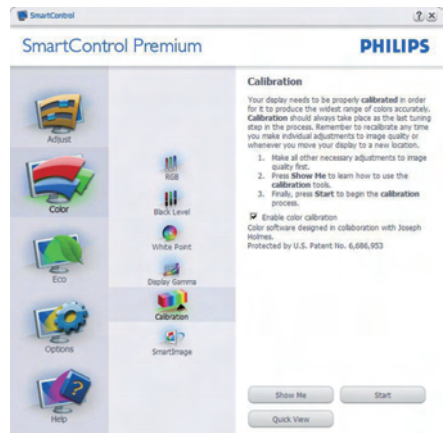 SmartControl
SmartControl Premium
PHILIPS
Adjust
Color
Eco
Options
Help
RGB
Black Level
White Point
Display Gamma
Calibration
SmartImage
Calibration
Your display needs to be properly calibrated in order
for it to produce the widest range of colors accurately.
Calibration should always take place as the last tuning
step in the process. Remember to recalibrate any time
you make individual adjustments to image quality or
whenever you move your display to a new location.
1. Make all other necessary adjustments to image
quality first.
2. Press Show Me to learn how to use the
calibration tools.
3. Finally, press Start to begin the calibration
process.
Enable color calibration
Color software designed in collaboration with Joseph
Holmes.
Protected by U.S. Patent No. 6,686,953
Show Me
Start
Quick View